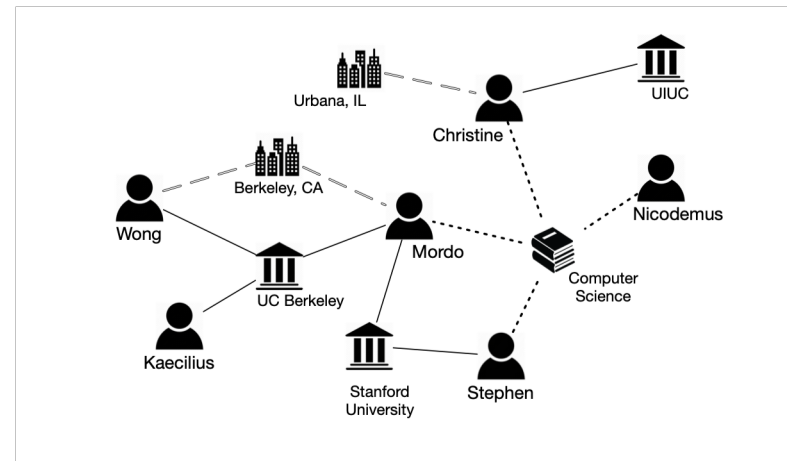 Urbana, IL
UIUC
Christine
Berkeley, CA
Nicodemus
Wong
Mordo
Computer
Science
UC Berkeley
Kaecilius
Stanford
University
Stephen